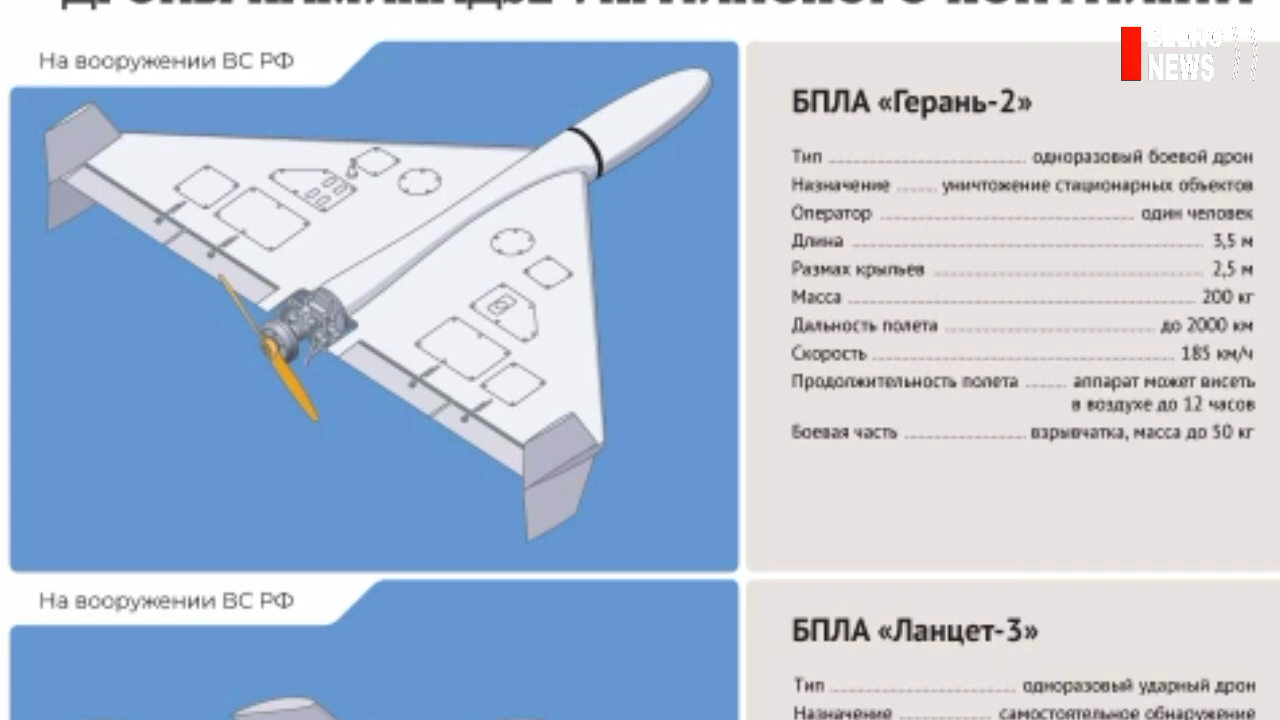 На вооружении ВС РФ
NEWS
БПЛА «Герань-2»
Тип одноразовый боевой дрон
Назначение уничтожение стационарных объектов
Оператор один человек
Длина 3,5 м
Размах крыльев 2,5 м
Масса 200 кг
Дальность полета до 2000 км
Скорость 185 км/ч
Продолжительность полета аппарат может висеть
в воздухе до 12 часов
Боевая часть взрывчатка, масса до 50 кг
На вооружении ВС РФ
БПЛА «Ланцет-3»
Тип одноразовый ударный дрон
Назначение самостоятельное обнаружение